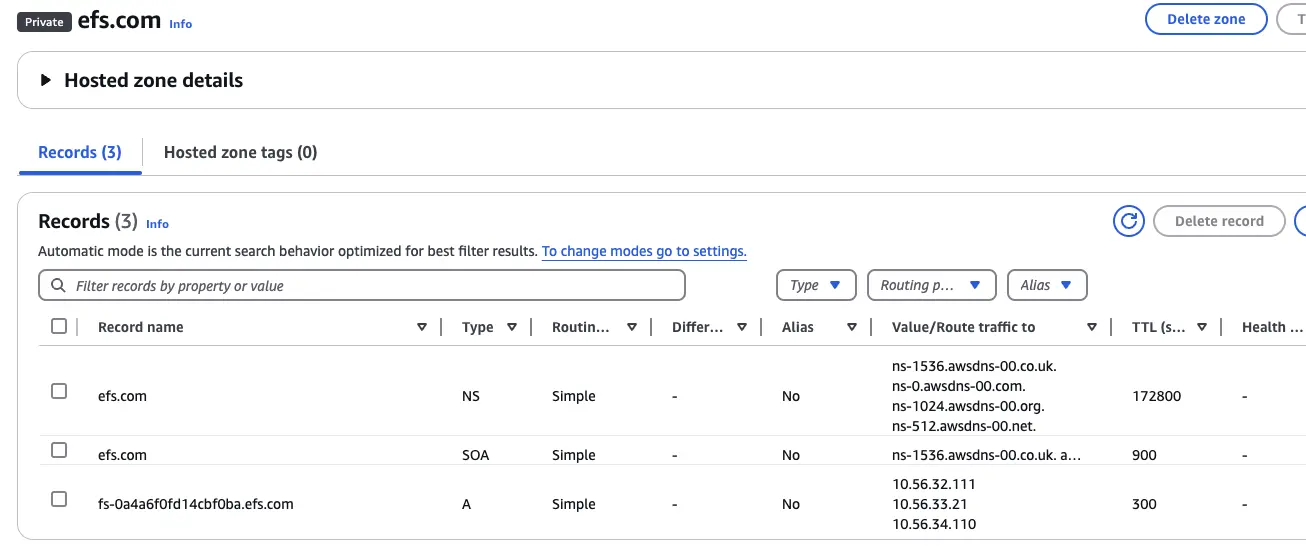 Private efs.com Info
Delete zone
T
Hosted zone details
Records (3)
Hosted zone tags (0)
Records (3) Info
Delete record
Automatic mode is the current search behavior optimized for best filter results. To change modes go to settings.
Filter records by property or value
Type
Routing p...
Alias
Record name
Type
Routin...
Differ...
Alias
Value/Route traffic to
TTL (s...
Health ...
efs.com
NS
Simple
-
No
ns-1536.awsdns-00.co.uk.
ns-0.awsdns-00.com.
ns-1024.awsdns-00.org.
ns-512.awsdns-00.net.
172800
-
efs.com
SOA
Simple
-
No
ns-1536.awsdns-00.co.uk. a...
900
-
fs-0a4a6f0fd14cbf0ba.efs.com
A
Simple
-
No
10.56.32.111
10.56.33.21
10.56.34.110
300
-